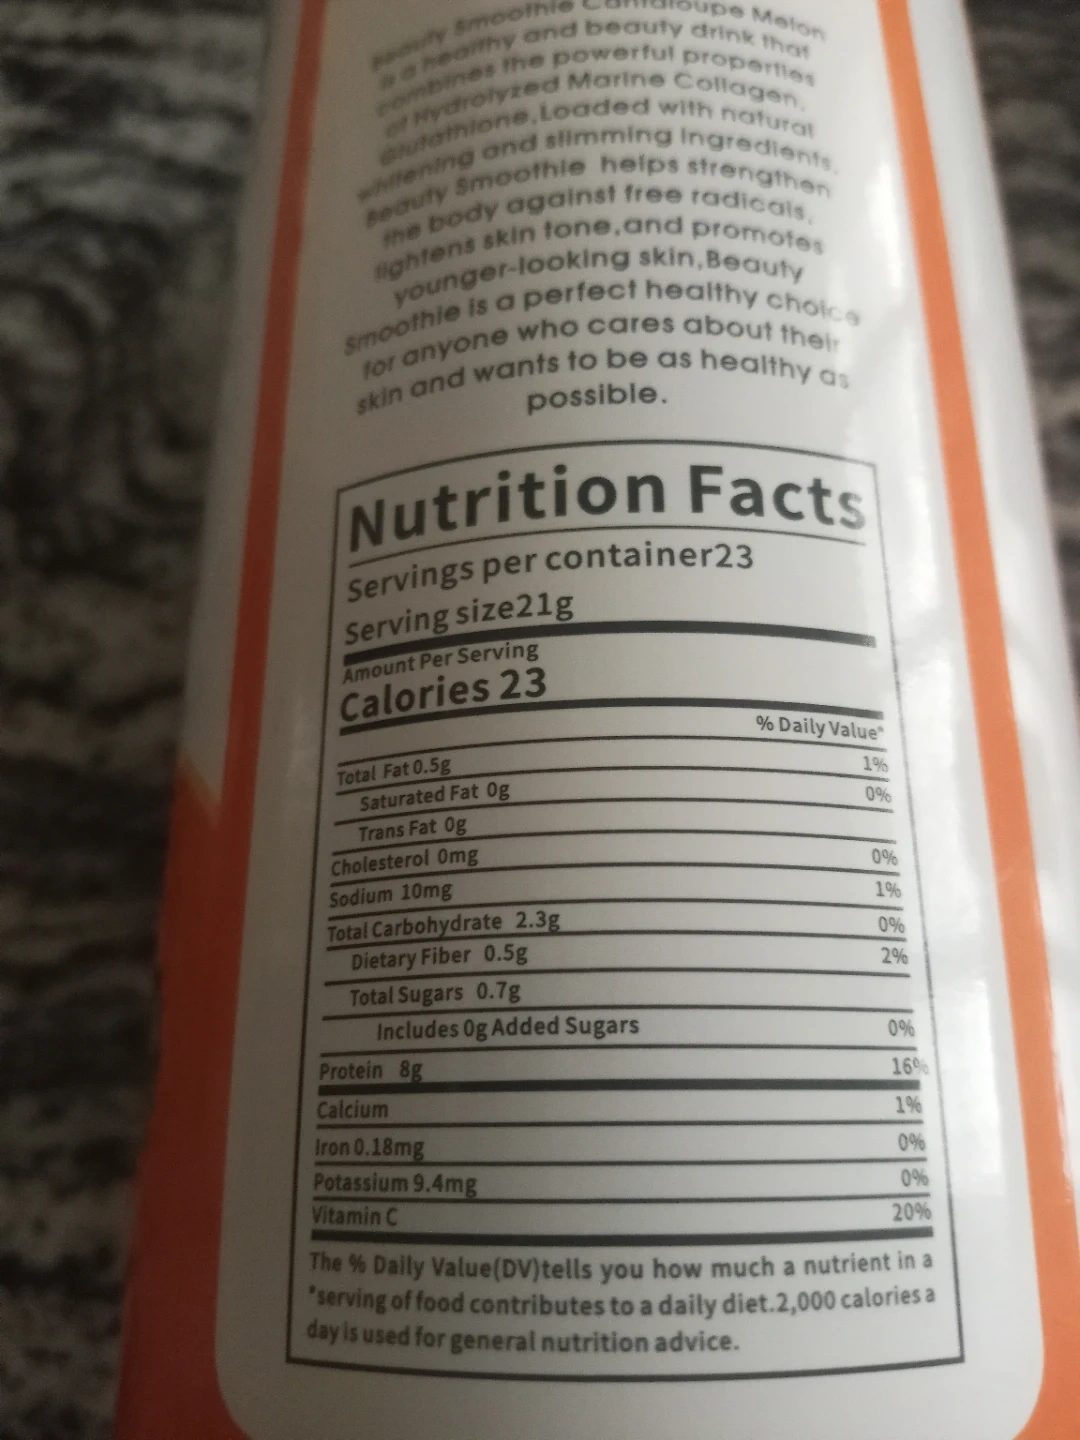 Beauty Smoothie Cantaloupe Melon
is a healthy and beauty drink that
combines the powerful properties
of Hydrolyzed Marine Collagen,
Glutathione,Loaded with natural
whitening and slimming ingredients,
Beauty Smoothie helps strengthen
the body against free radicals,
lightens skin tone,and promotes
younger-looking skin,Beauty
Smoothie is a perfect healthy choice
for anyone who cares about their
skin and wants to be as healthy as
possible.
Nutrition Facts
Servings per container23
Serving size21g
Amount Per Serving
Calories 23
% Daily Value*
Total Fat 0.5g 1%
Saturated Fat 0g 0%
Trans Fat 0g
Cholesterol 0mg 0%
Sodium 10mg 1%
Total Carbohydrate 2.3g 0%
Dietary Fiber 0.5g 2%
Total Sugars 0.7g
Includes 0g Added Sugars 0%
Protein 8g 16%
Calcium 1%
Iron 0.18mg 0%
Potassium 9.4mg 0%
Vitamin C 20%
The % Daily Value(DV)tells you how much a nutrient in a
*serving of food contributes to a daily diet.2,000 calories a
day is used for general nutrition advice.